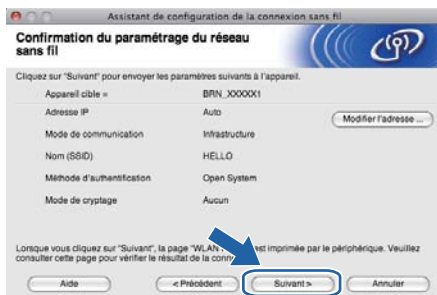 Assistant de configuration de la connexion sans fil
Confirmation du paramétrage du réseau
sans fil
Cliquez sur "Suivant" pour envoyer les paramètres suivants à l'appareil.
Appareil cible = BRN_XXXXX1
Adresse IP Auto
Modifier l'adresse ...
Mode de communication Infrastructure
Nom (SSID) HELLO
Méthode d'authentification Open System
Mode de cryptage Aucun
Lorsque vous cliquez sur "Suivant", la page "WLAN est imprimée par le périphérique. Veuillez
consulter cette page pour vérifier le résultat de la
Aide < Précédent Suivant > Annuler